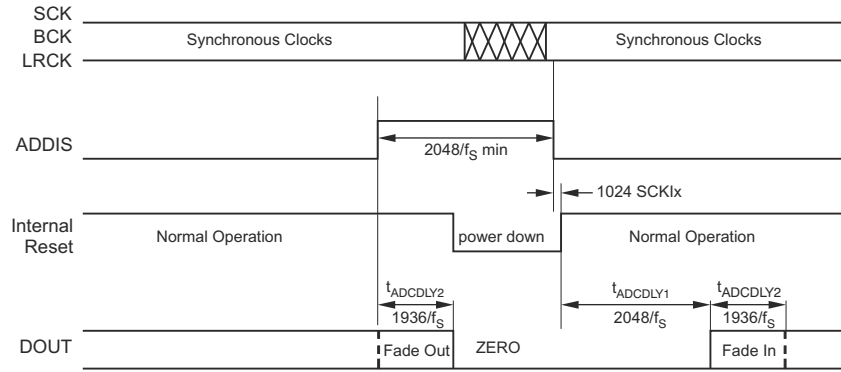 SCK
BCK
LRCK
Synchronous Clocks
Synchronous Clocks
ADDIS
2048/fS min
1024 SCKIx
Internal
Reset
Normal Operation
power down
Normal Operation
tADCDLY2
1936/fS
tADCDLY1
2048/fS
tADCDLY2
1936/fS
DOUT
Fade Out
ZERO
Fade In